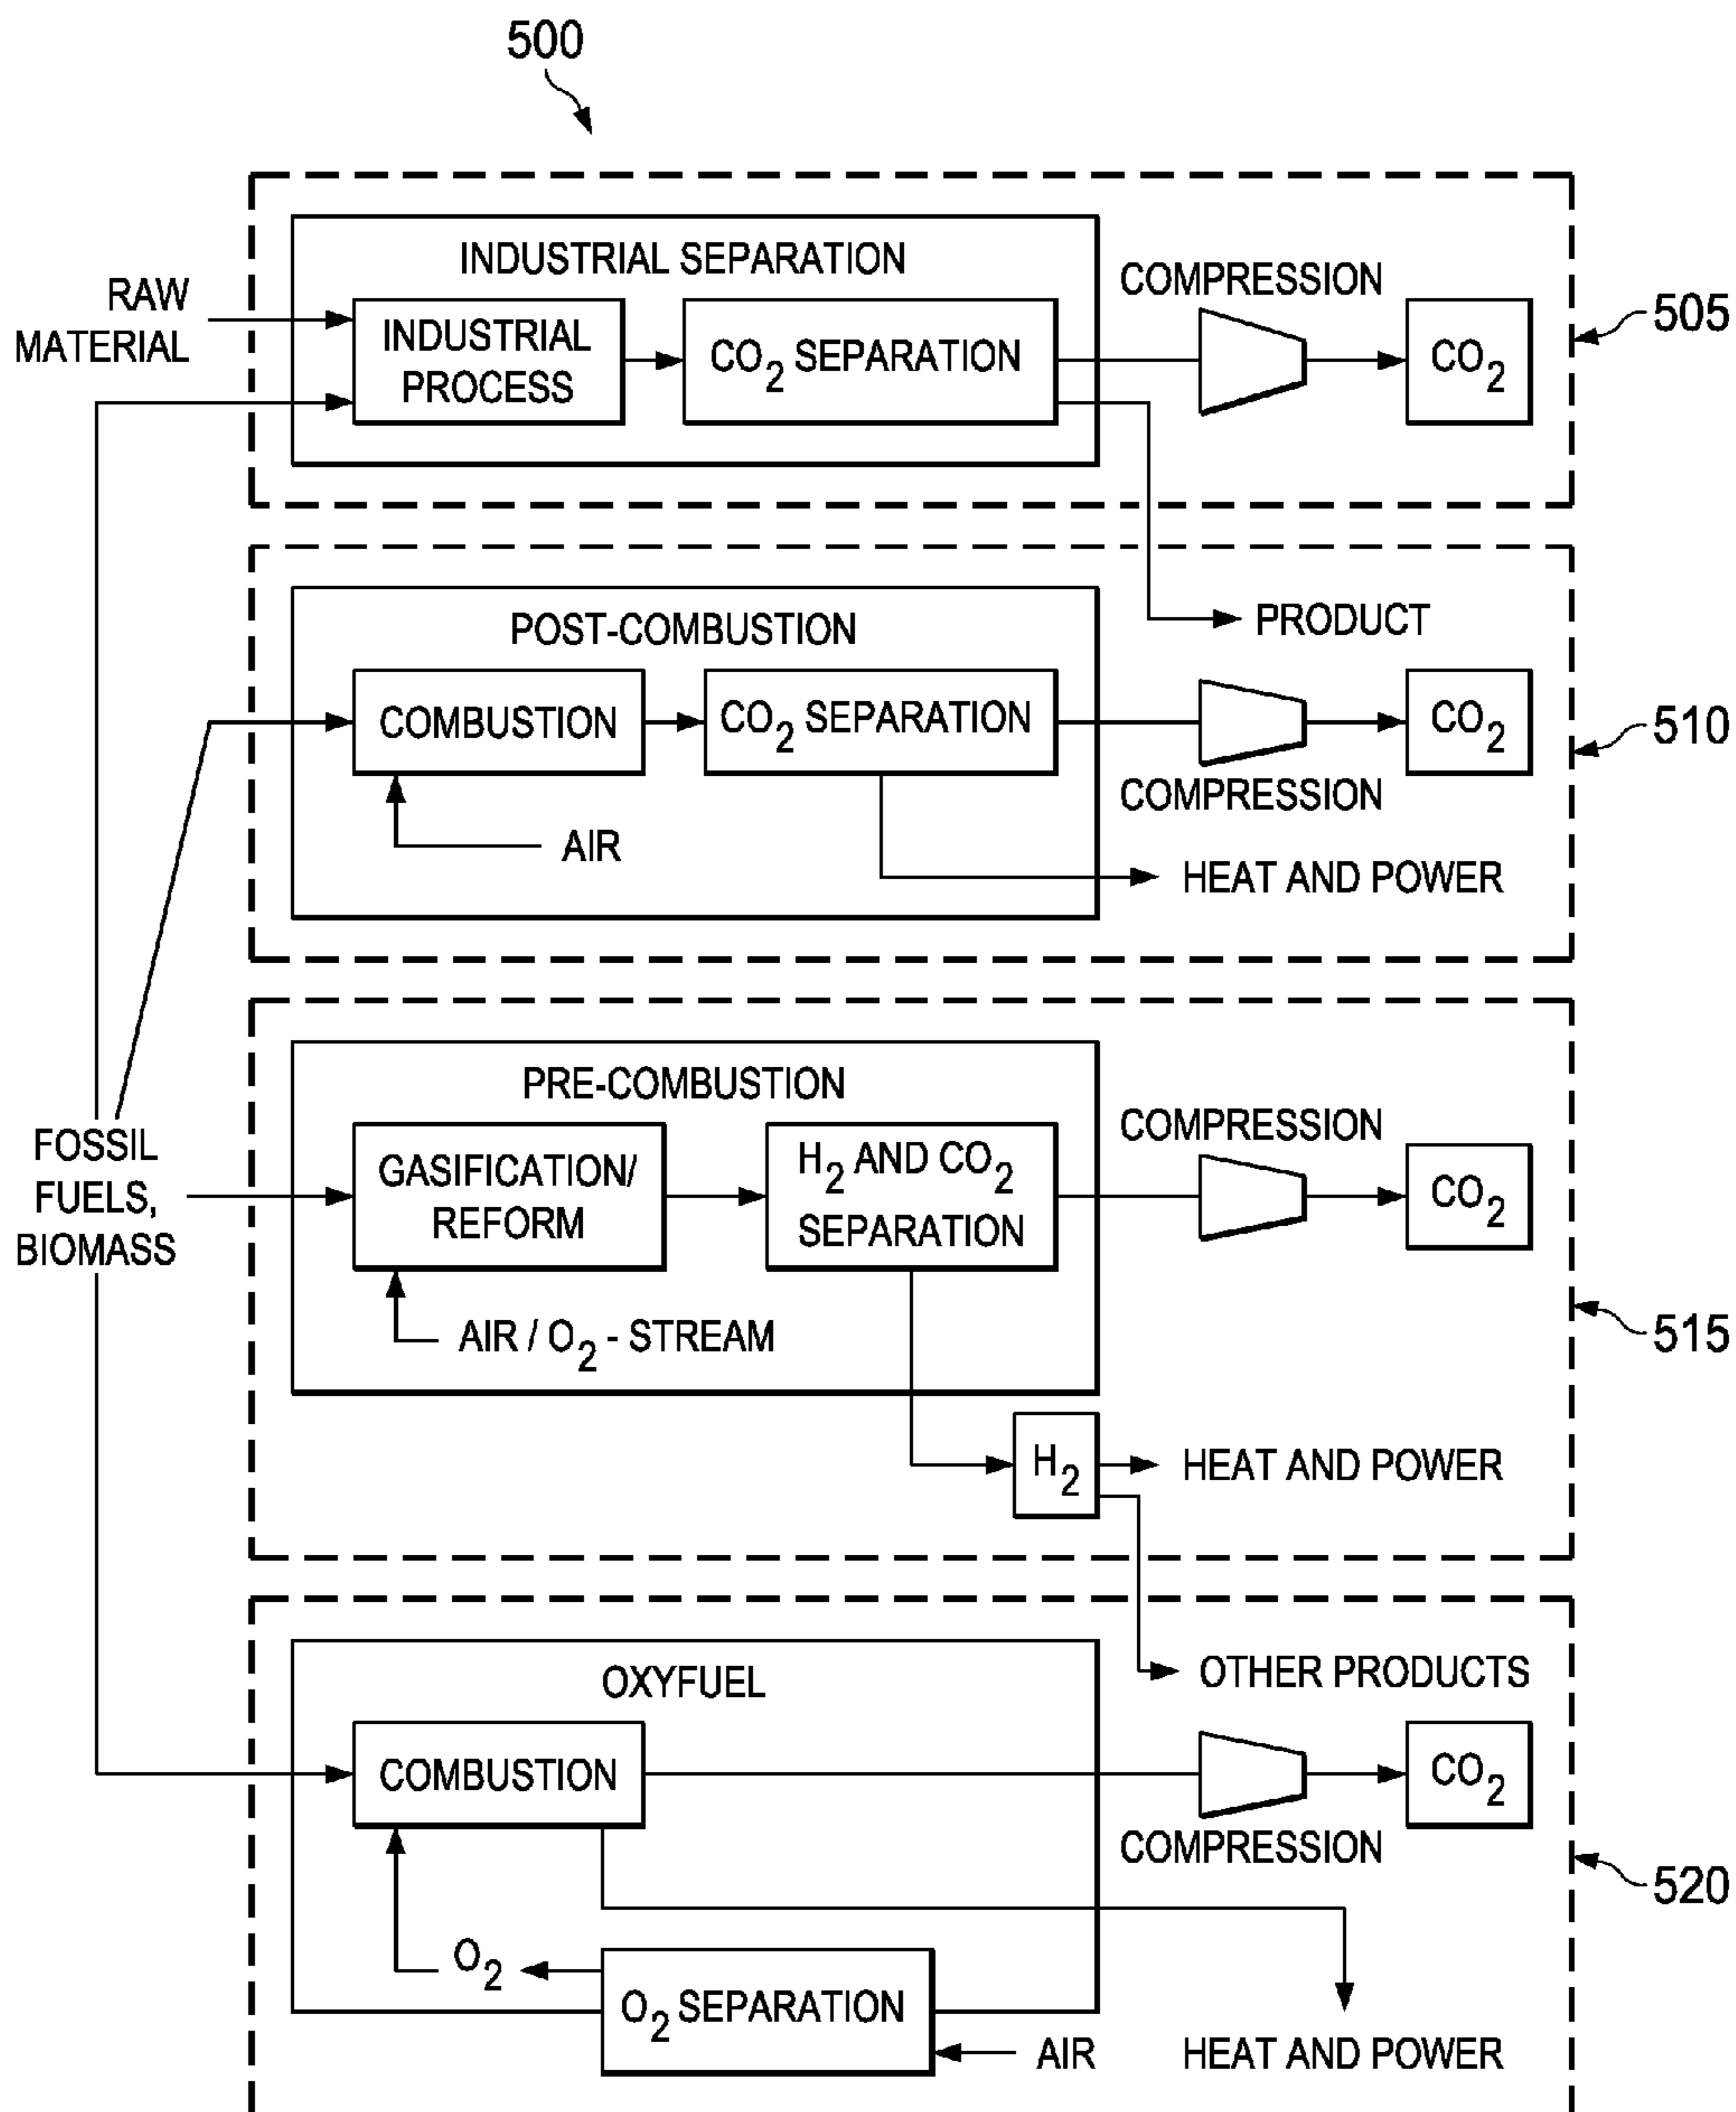 500
INDUSTRIAL SEPARATION
RAW
MATERIAL
INDUSTRIAL
PROCESS
CO2 SEPARATION
COMPRESSION
CO2
505
POST-COMBUSTION
PRODUCT
COMBUSTION
CO2 SEPARATION
COMPRESSION
CO2
510
AIR
HEAT AND POWER
PRE-COMBUSTION
FOSSIL
FUELS,
BIOMASS
GASIFICATION/
REFORM
H2 AND CO2
SEPARATION
COMPRESSION
CO2
515
AIR / O2 - STREAM
H2
HEAT AND POWER
OXYFUEL
OTHER PRODUCTS
COMBUSTION
COMPRESSION
CO2
520
O2
O2 SEPARATION
AIR
HEAT AND POWER